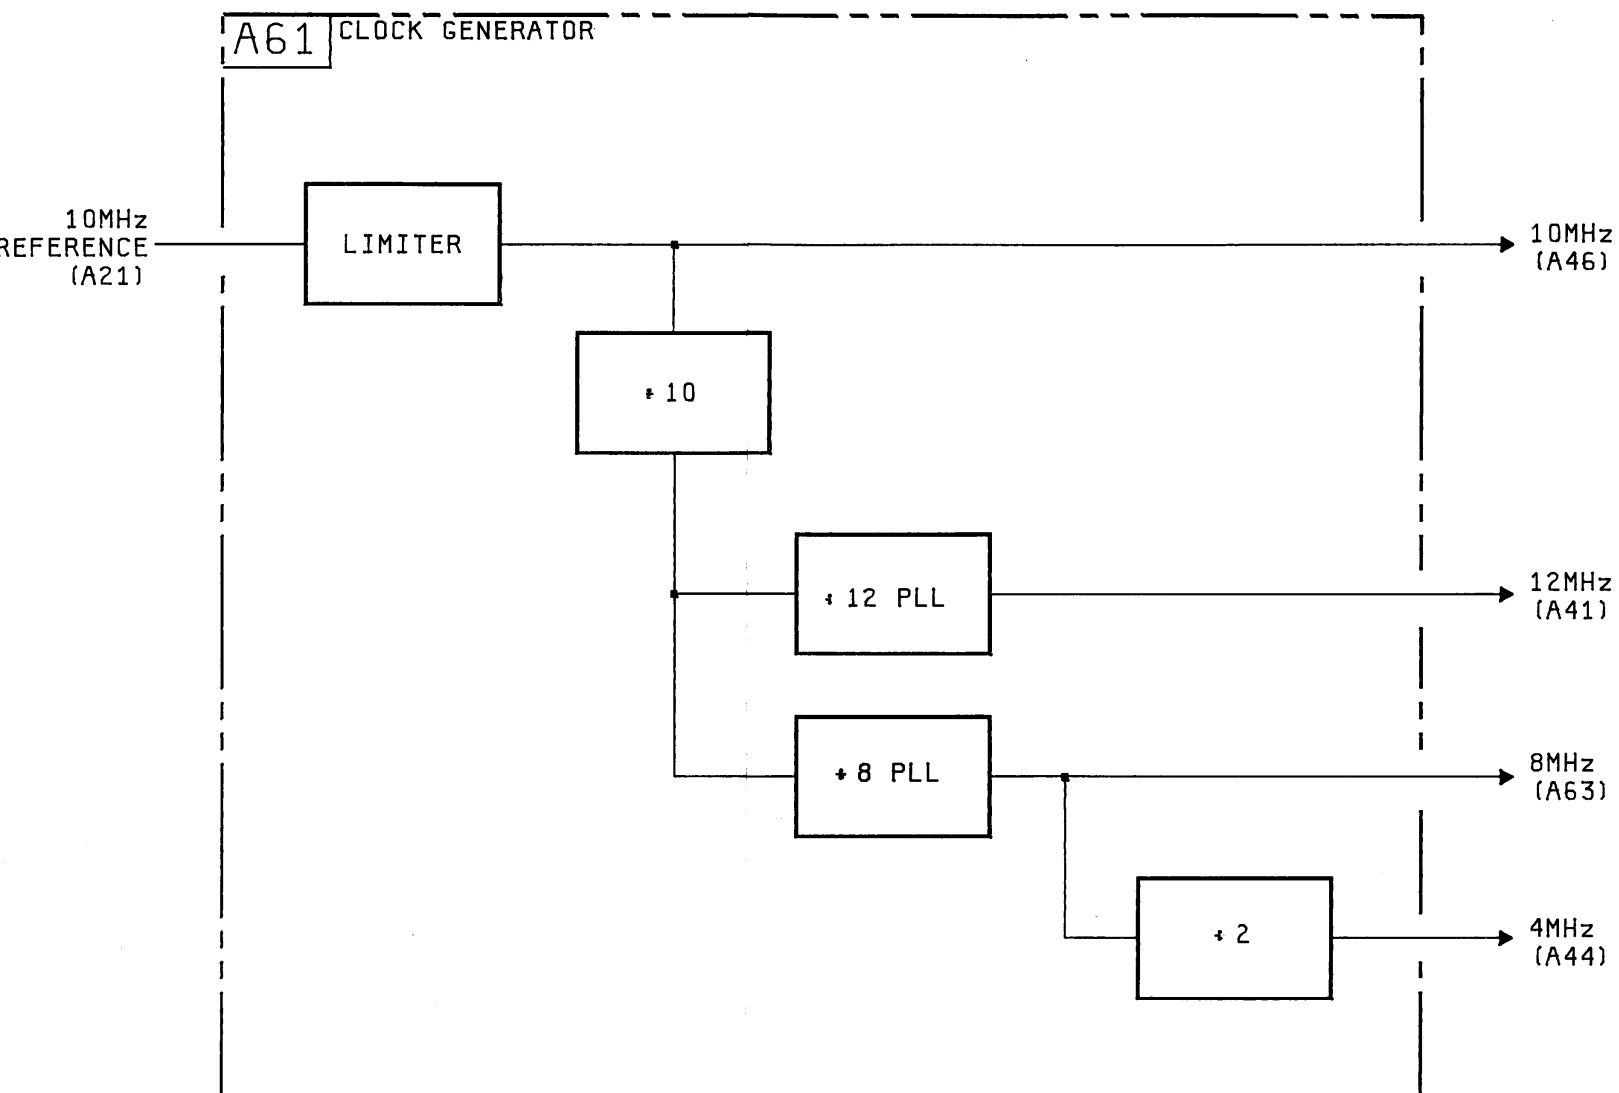 A61
CLOCK GENERATOR
10MHz
REFERENCE
(A21)
LIMITER
10MHz
(A46)
÷ 10
÷ 12 PLL
12MHz
(A41)
÷ 8 PLL
8MHz
(A63)
÷ 2
4MHz
(A44)